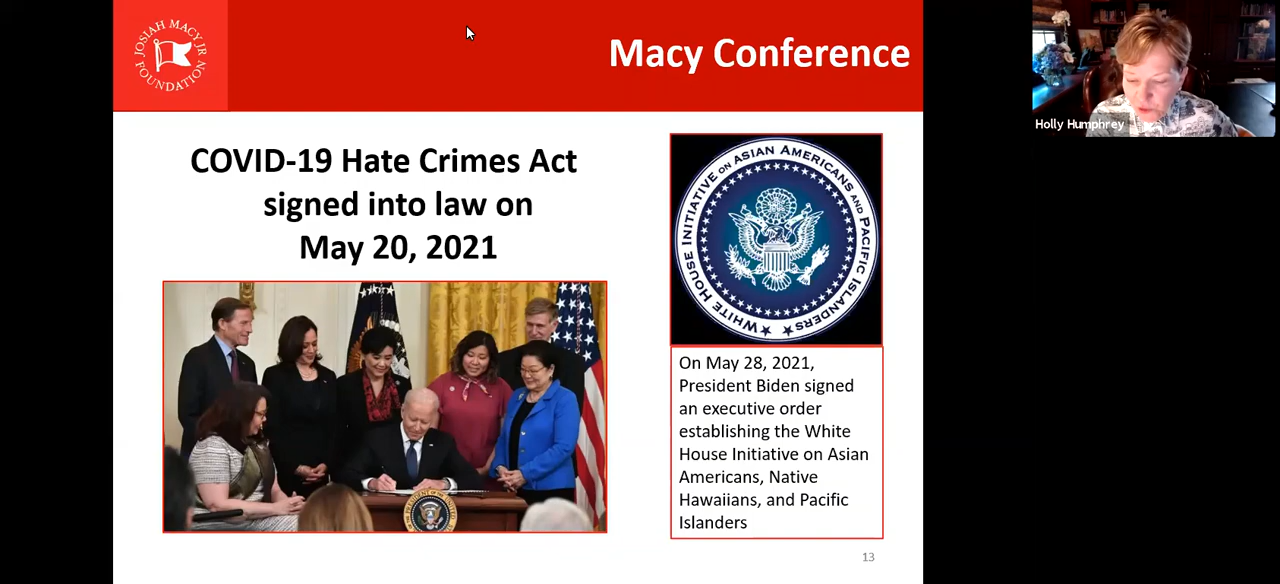 JOSIAH MACY JR
FOUNDATION
Macy Conference
Holly Humphrey
COVID-19 Hate Crimes Act
signed into law on
May 20, 2021
WHITE HOUSE INITIATIVE ON ASIAN AMERICANS AND PACIFIC ISLANDERS
On May 28, 2021,
President Biden signed
an executive order
establishing the White
House Initiative on Asian
Americans, Native
Hawaiians, and Pacific
Islanders
13